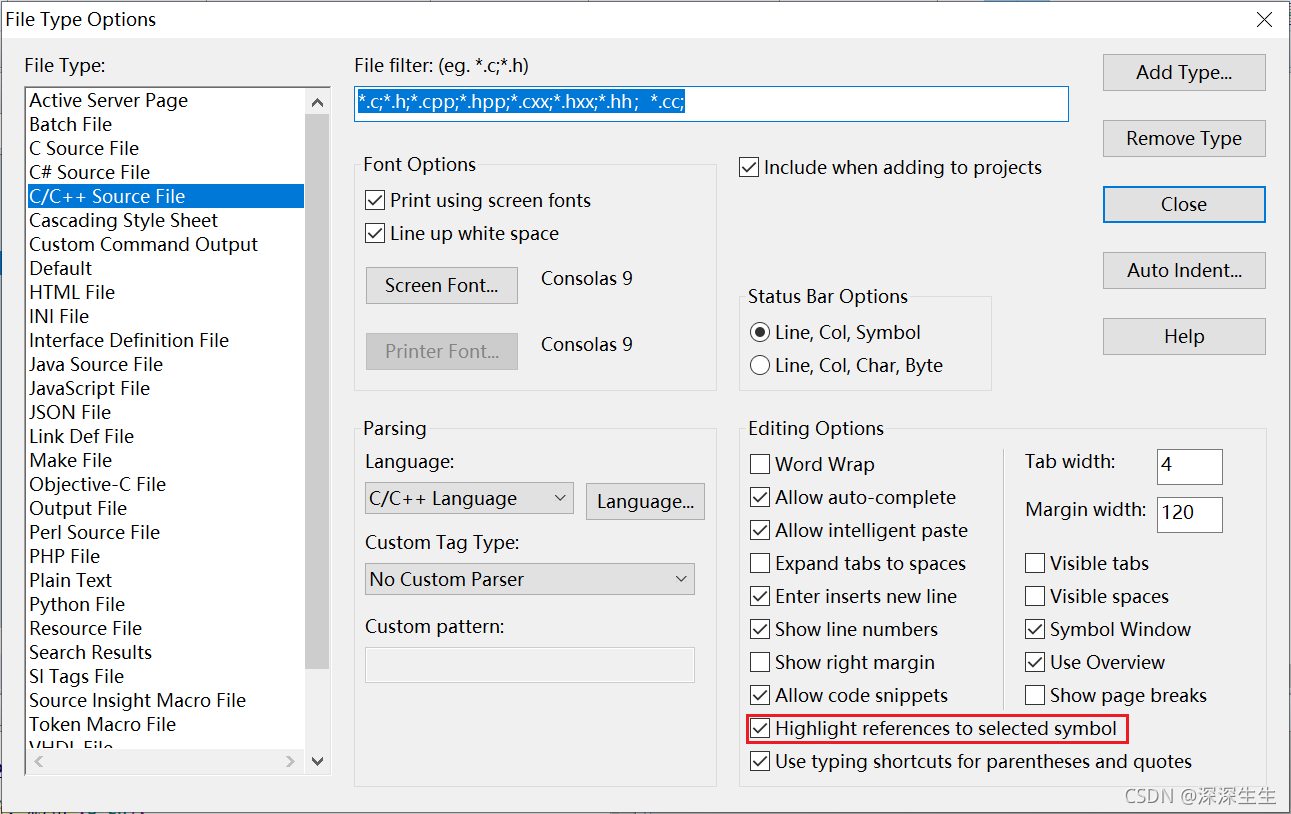 File Type Options
File Type:
Active Server Page
Batch File
C Source File
C# Source File
C/C++ Source File
Cascading Style Sheet
Custom Command Output
Default
HTML File
INI File
Interface Definition File
Java Source File
JavaScript File
JSON File
Link Def File
Make File
Objective-C File
Output File
Perl Source File
PHP File
Plain Text
Python File
Resource File
Search Results
SI Tags File
Source Insight Macro File
Token Macro File
VHDL File
File filter: (eg. *.c;*.h)
*.c;*.h;*.cpp;*.hpp;*.cxx;*.hxx;*.hh；*.cc;
Font Options
Print using screen fonts
Line up white space
Screen Font...
Consolas 9
Printer Font...
Consolas 9
Include when adding to projects
Status Bar Options
Line, Col, Symbol
Line, Col, Char, Byte
Add Type...
Remove Type
Close
Auto Indent...
Help
Parsing
Language:
C/C++ Language
Language...
Custom Tag Type:
No Custom Parser
Custom pattern:
Editing Options
Word Wrap
Allow auto-complete
Allow intelligent paste
Expand tabs to spaces
Enter inserts new line
Show line numbers
Show right margin
Allow code snippets
Tab width:
4
Margin width:
120
Visible tabs
Visible spaces
Symbol Window
Use Overview
Show page breaks
Highlight references to selected symbol
Use typing shortcuts for parentheses and quotes
CSDN @深深生生